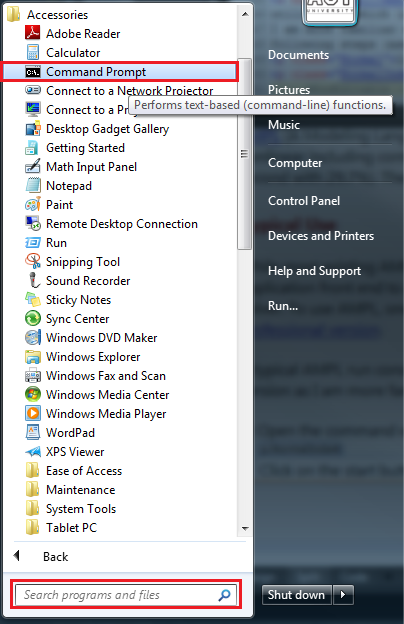 Accessories
Adobe Reader
Calculator
Command Prompt
Connect to a Network Projector
Connect to a Pr
Performs text-based (command-line) functions.
Desktop Gadget Gallery
Getting Started
Math Input Panel
Notepad
Paint
Remote Desktop Connection
Run
Snipping Tool
Sound Recorder
Sticky Notes
Sync Center
Windows DVD Maker
Windows Explorer
Windows Fax and Scan
Windows Media Center
Windows Media Player
WordPad
XPS Viewer
Ease of Access
Maintenance
System Tools
Tablet PC
Back
Search programs and files
UNIVERSITY
Documents
Pictures
Music
Computer
Control Panel
Devices and Printers
Help and Support
Run...
Shut down